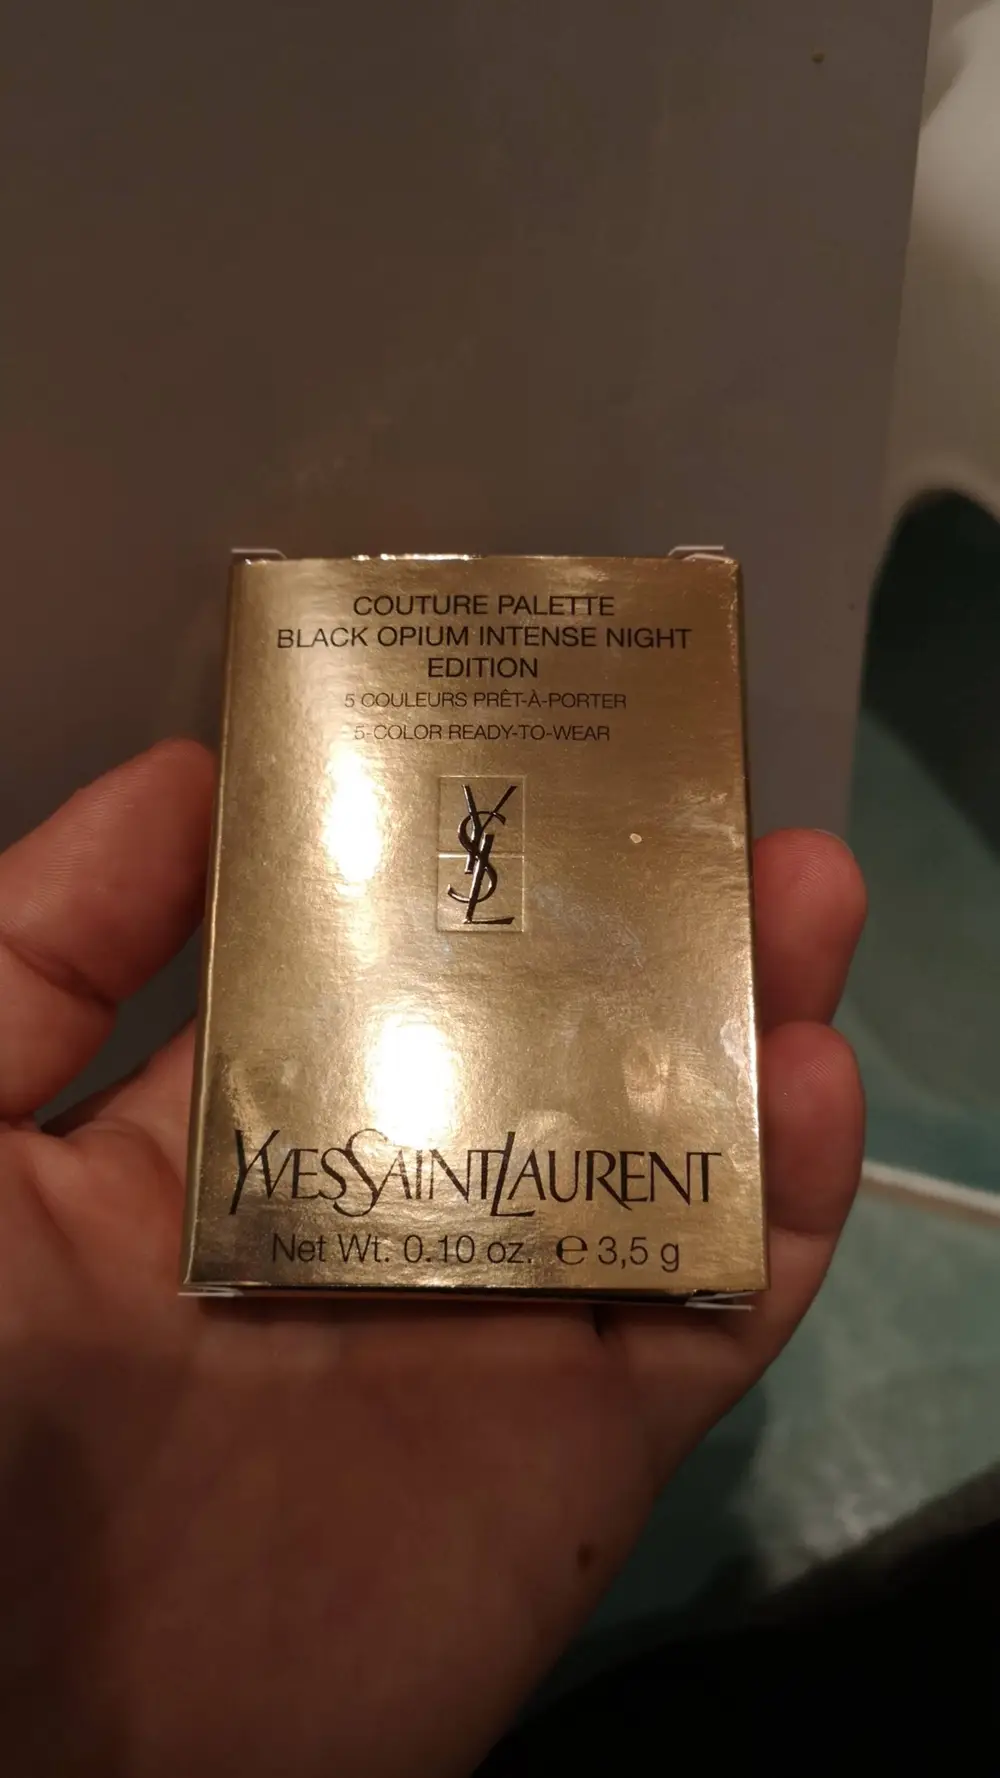 COUTURE PALETTE
BLACK OPIUM INTENSE NIGHT
EDITION
5 COULEURS PRÊT-À-PORTER
5-COLOR READY-TO-WEAR
YSL
YVESSAINTLAURENT
Net Wt. 0.10 oz. ℮ 3,5 g